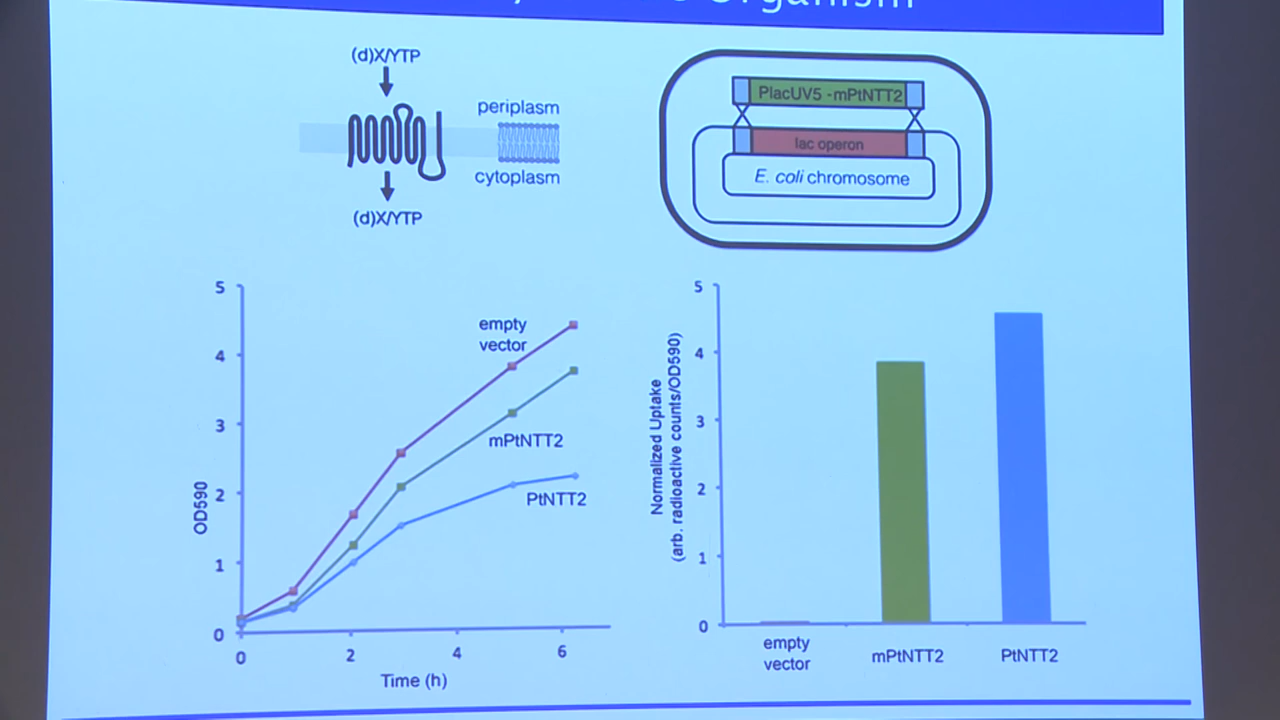 Organism
(d)X/YTP
periplasm
cytoplasm
(d)X/YTP
PlacUV5 -mPtNTT2
lac operon
E. coli chromosome
5
4
3
2
1
0
OD590
empty
vector
mPtNTT2
PtNTT2
0
2
4
6
Time (h)
5
4
3
2
1
0
Normalized Uptake
(arb. radioactive counts/OD590)
empty
vector
mPtNTT2
PtNTT2